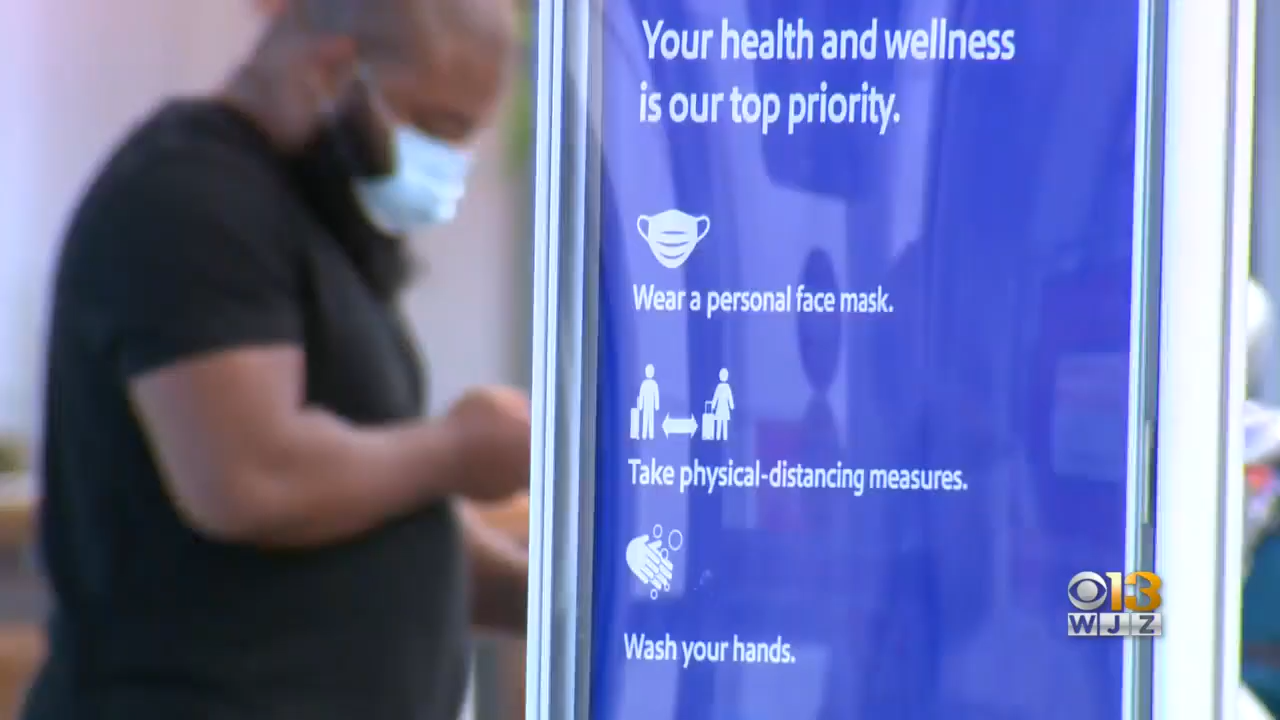 Your health and wellness
is our top priority.
Wear a personal face mask.
Take physical-distancing measures.
Wash your hands.
13
WJZ